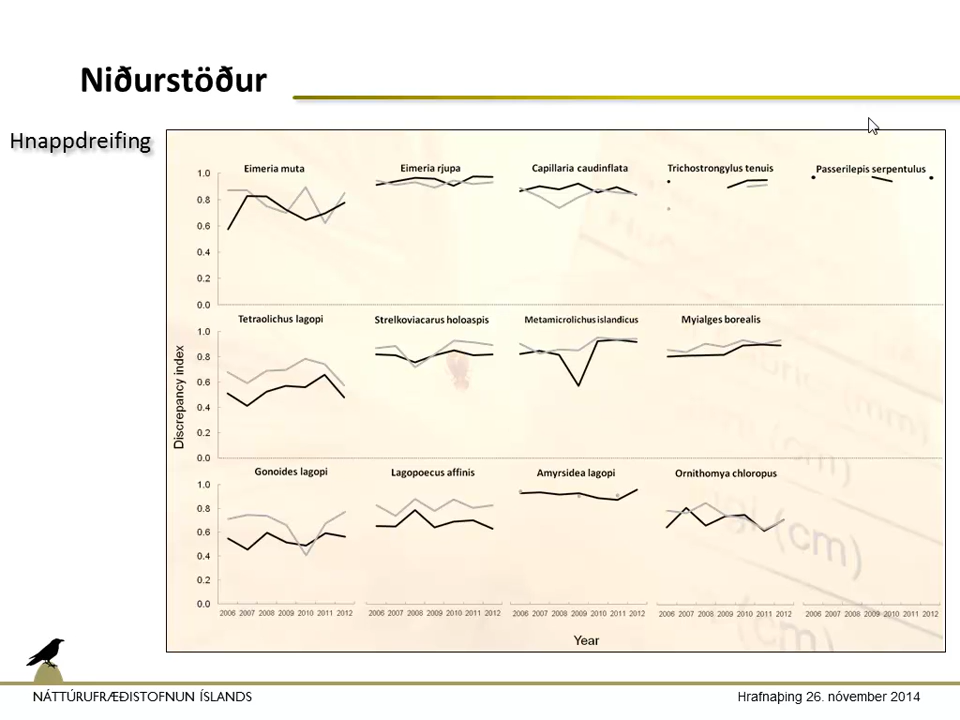 Niðurstöður
Hnappdreifing
Eimeria muta
Eimeria rjupa
Capillaria caudinflata
Trichostrongylus tenuis
Passerilepis serpentulus
1.0
0.8
0.6
0.4
0.2
0.0
Tetraolichus lagopi
Strelkoviacarus holoaspis
Metamicrolichus islandicus
Myialges borealis
1.0
0.8
0.6
0.4
0.2
0.0
Discrepancy index
Gonoides lagopi
Lagopoecus affinis
Amyrsidea lagopi
Ornithomya chloropus
1.0
0.8
0.6
0.4
0.2
0.0
2006 2007 2008 2009 2010 2011 2012
2006 2007 2008 2009 2010 2011 2012
2006 2007 2008 2009 2010 2011 2012
2006 2007 2008 2009 2010 2011 2012
2006 2007 2008 2009 2010 2011 2012
Year
(mm)
(cm)
(cm)
(cm)
NÁTTÚRUFRÆÐISTOFNUN ÍSLANDS
Hrafnaþing 26. nóvember 2014